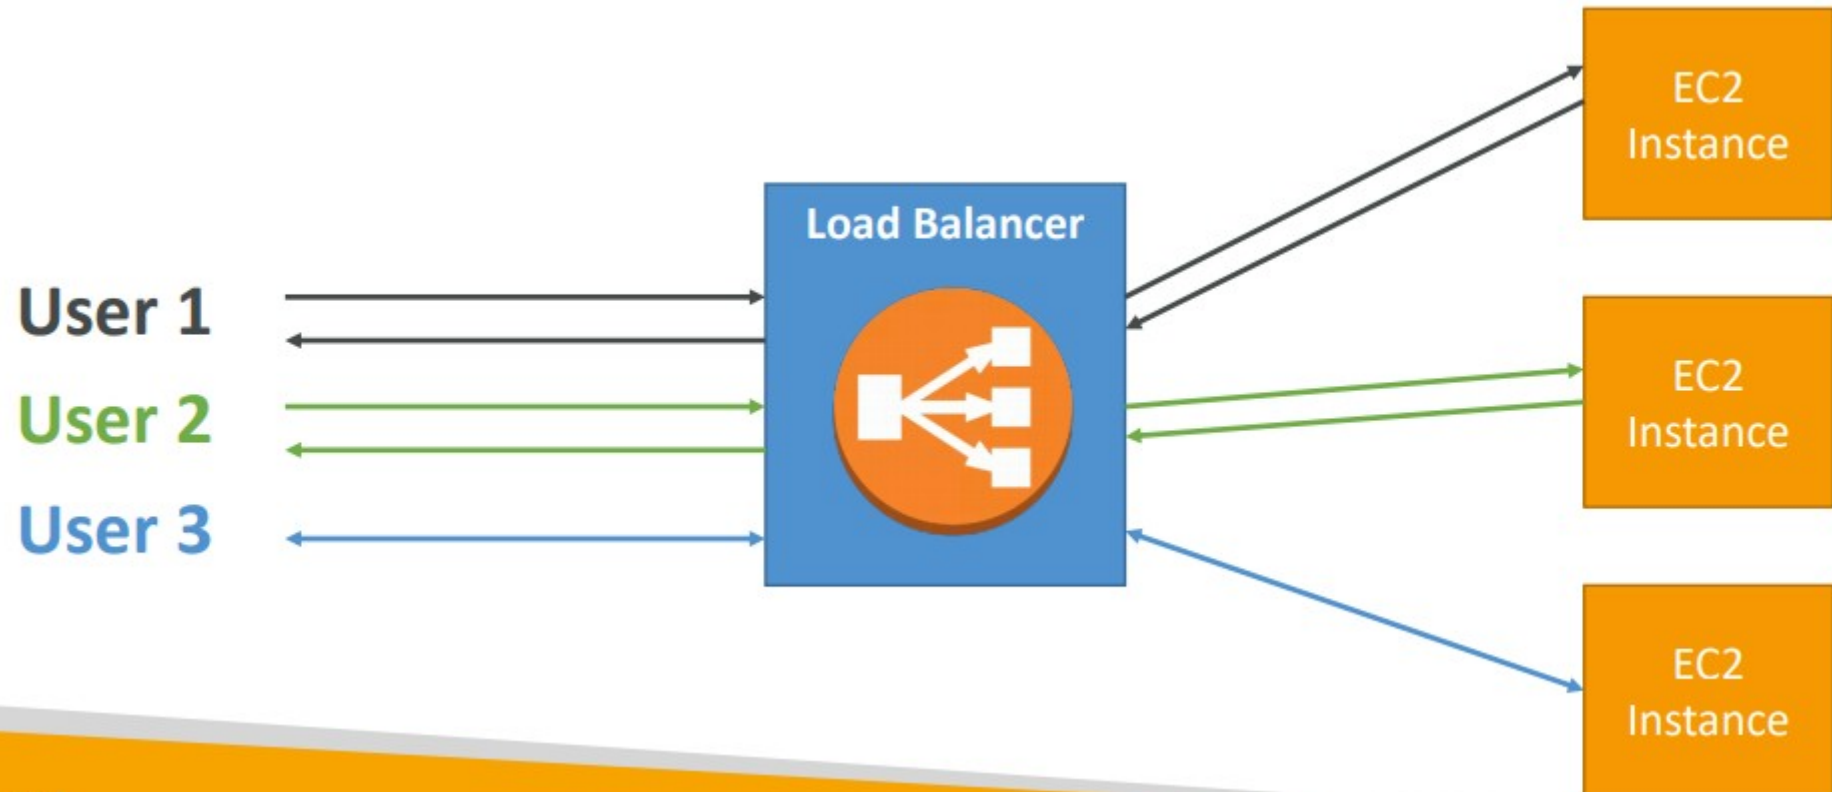 Load Balancer
User 1
User 2
User 3
EC2
Instance
EC2
Instance
EC2
Instance